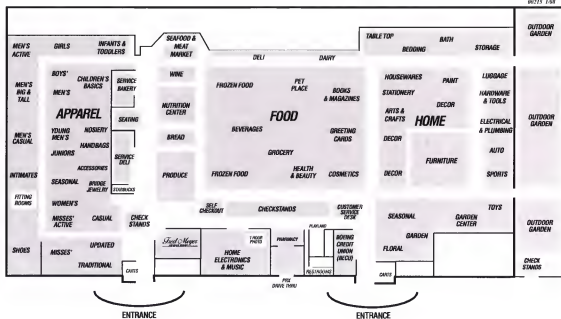 00215 1/00
MEN'S
ACTIVE
GIRLS
INFANTS &
TODDLERS
SEAFOOD &
MEAT
MARKET
DELI
DAIRY
TABLE TOP
BEDDING
BATH
STORAGE
OUTDOOR
GARDEN
MEN'S
BIG &
TALL
BOYS'
MEN'S
CHILDREN'S
BASICS
SERVICE
BAKERY
WINE
FROZEN FOOD
PET
PLACE
BOOKS
& MAGAZINES
HOUSEWARES
STATIONERY
PAINT
LUGGAGE
HARDWARE
& TOOLS
NUTRITION
CENTER
APPAREL
SEATING
FOOD
ARTS &
CRAFTS
DECOR
HOME
OUTDOOR
GARDEN
MEN'S
CASUAL
YOUNG
MEN'S
HOSIERY
HANDBAGS
BREAD
BEVERAGES
GREETING
CARDS
DECOR
ELECTRICAL
& PLUMBING
JUNIORS
SERVICE
DELI
GROCERY
FURNITURE
AUTO
INTIMATES
ACCESSORIES
SEASONAL
BRIDGE
JEWELRY
STARBUCKS
PRODUCE
FROZEN FOOD
HEALTH
& BEAUTY
COSMETICS
DECOR
SPORTS
FITTING
ROOMS
WOMEN'S
MISSES'
ACTIVE
CASUAL
CHECK
STANDS
SELF
CHECKOUT
CHECKSTANDS
CUSTOMER
SERVICE
DESK
SEASONAL
TOYS
GARDEN
CENTER
OUTDOOR
GARDEN
SHOES
MISSES'
UPDATED
TRADITIONAL
CARTS
Fred Meyer
HOME
ELECTRONICS
& MUSIC
1 HOUR
PHOTO
PHARMACY
PLAYLAND
RESTROOMS
BOEING
CREDIT
UNION
(BECU)
GARDEN
FLORAL
CARTS
CHECK
STANDS
PRX
DRIVE THRU
ENTRANCE
ENTRANCE